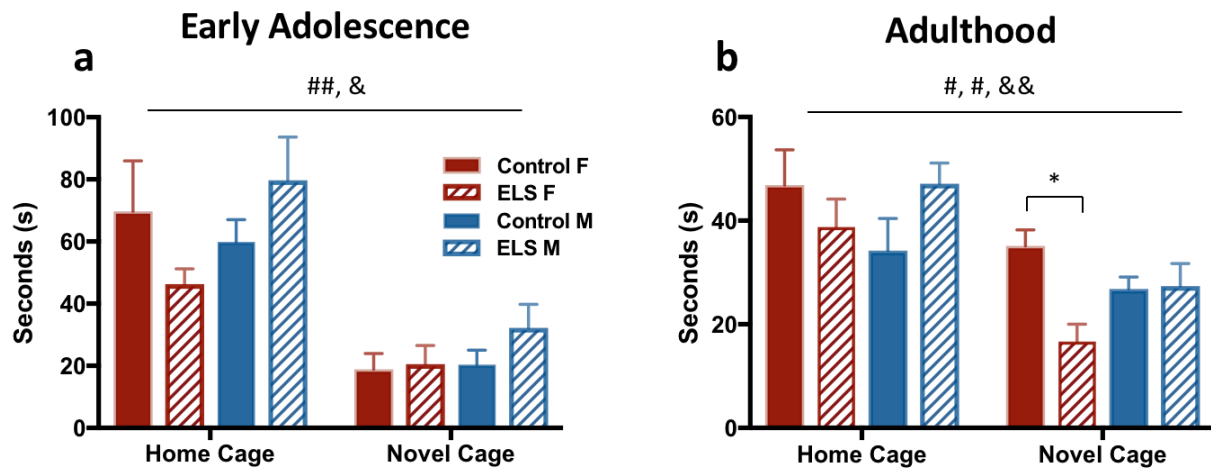 Early Adolescence
a
##, &
Seconds (s)
100
80
60
40
20
0
Control F
ELS F
Control M
ELS M
Home Cage Novel Cage
Adulthood
b
#, #, &&
Seconds (s)
60
40
20
0
*
Home Cage Novel Cage